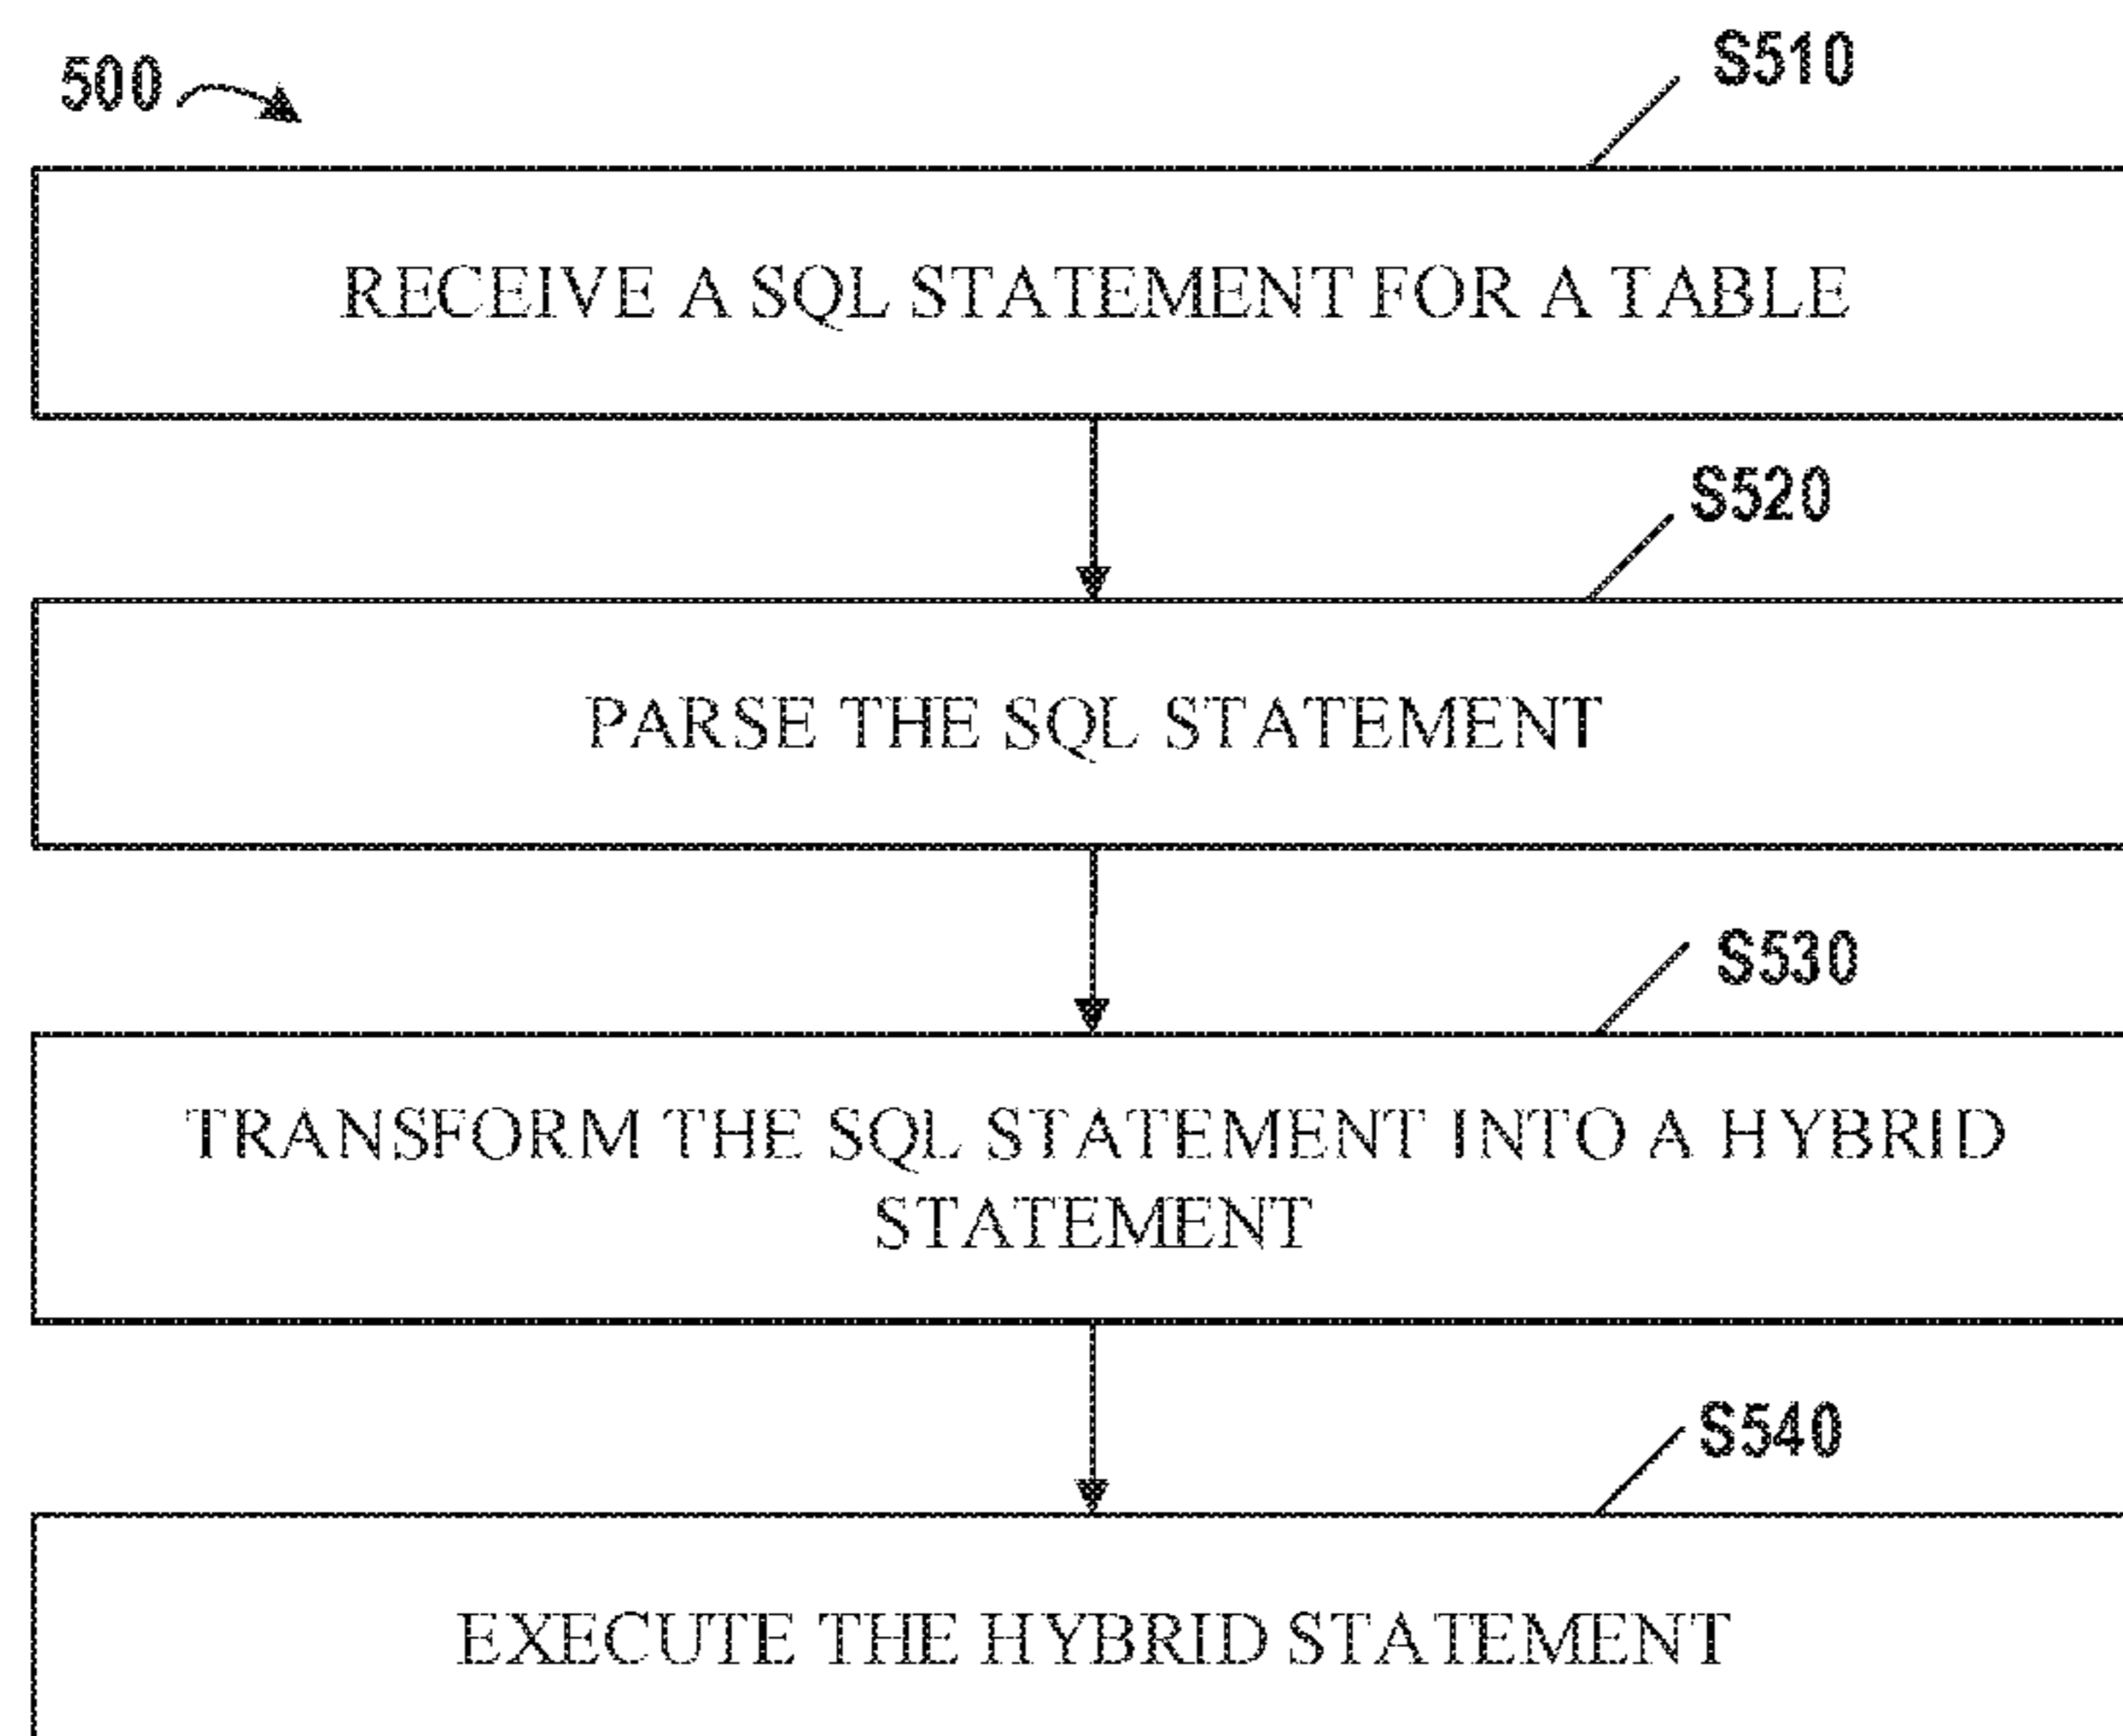 500
S510
RECEIVE A SQL STATEMENT FOR A TABLE
S520
PARSE THE SQL STATEMENT
S530
TRANSFORM THE SQL STATEMENT INTO A HYBRID
STATEMENT
S540
EXECUTE THE HYBRID STATEMENT